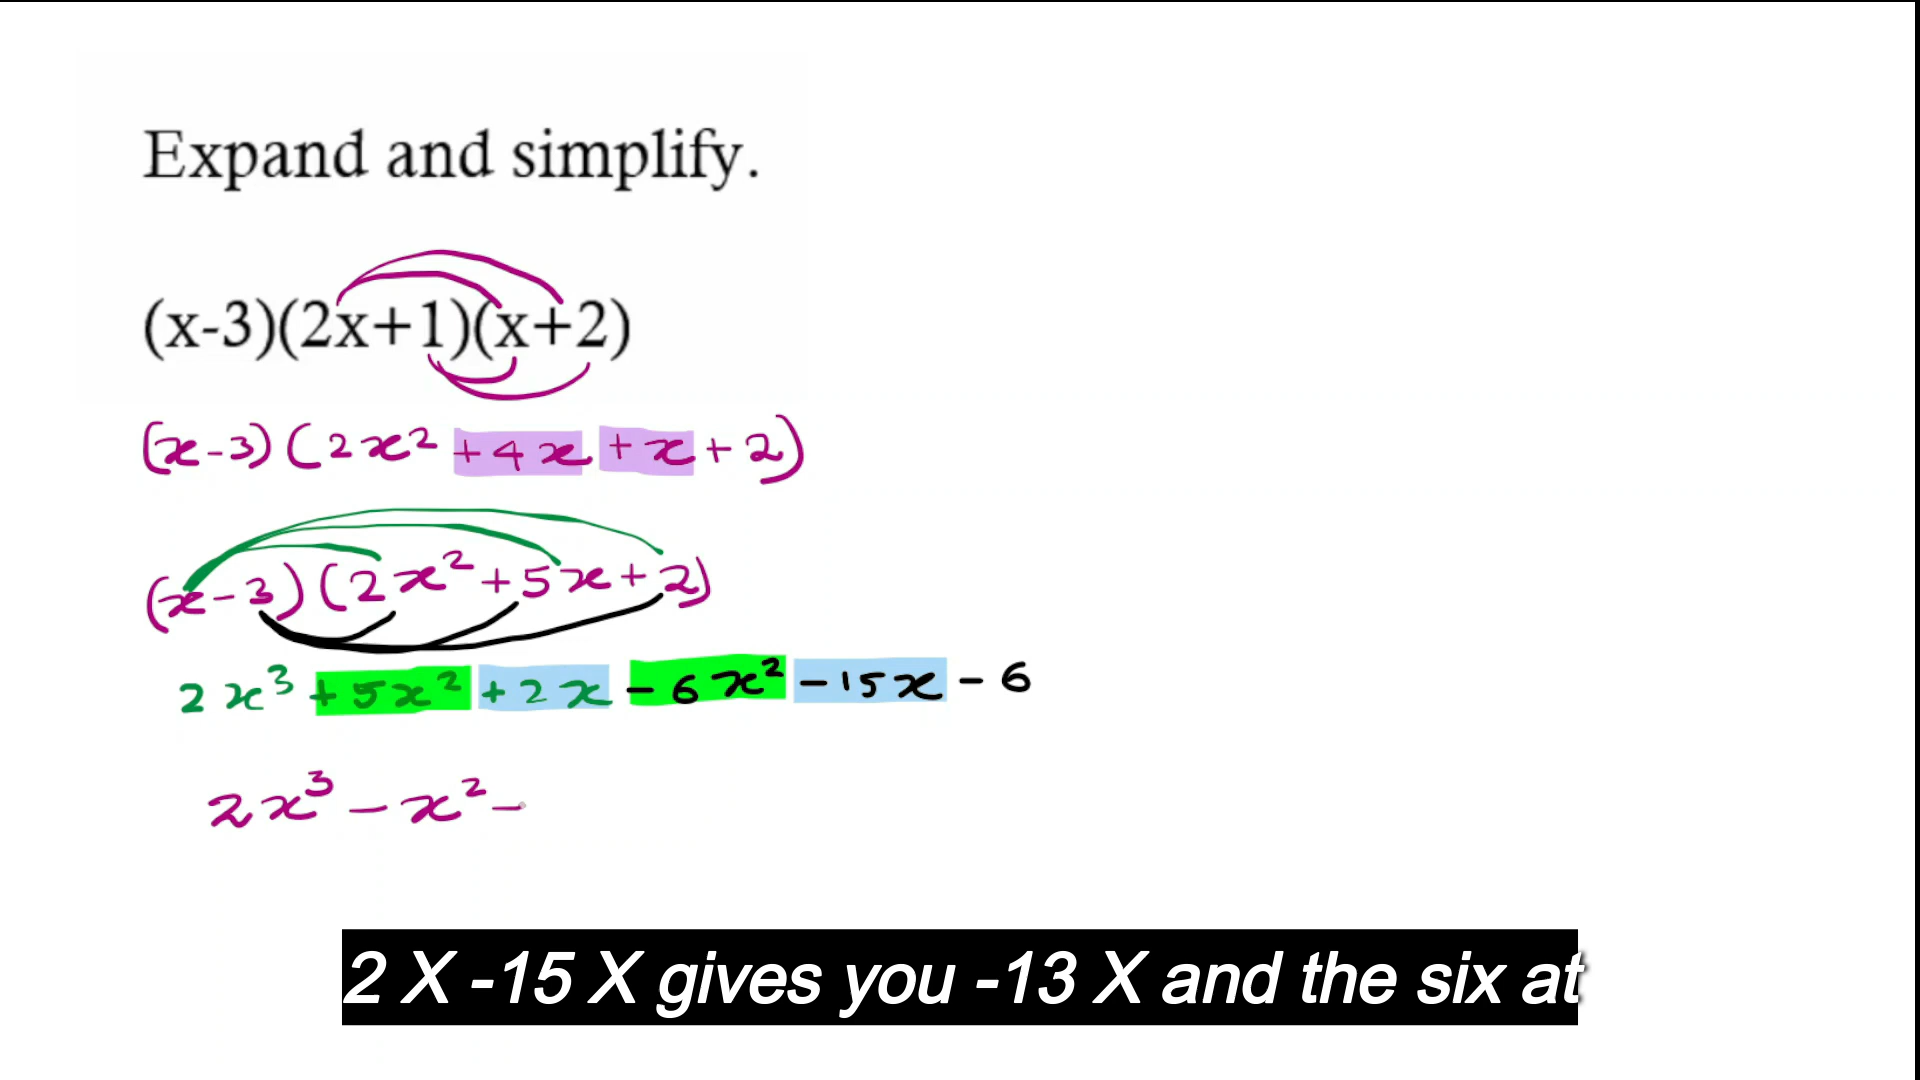 Expand and simplify.
(x-3)(2x+1)(x+2)
(x-3)(2x² +4x +x +2)
(x-3)(2x²+5x+2)
2x³ +5x² +2x -6x² -15x -6
2x³ - x² -
2 X -15 X gives you -13 X and the six at